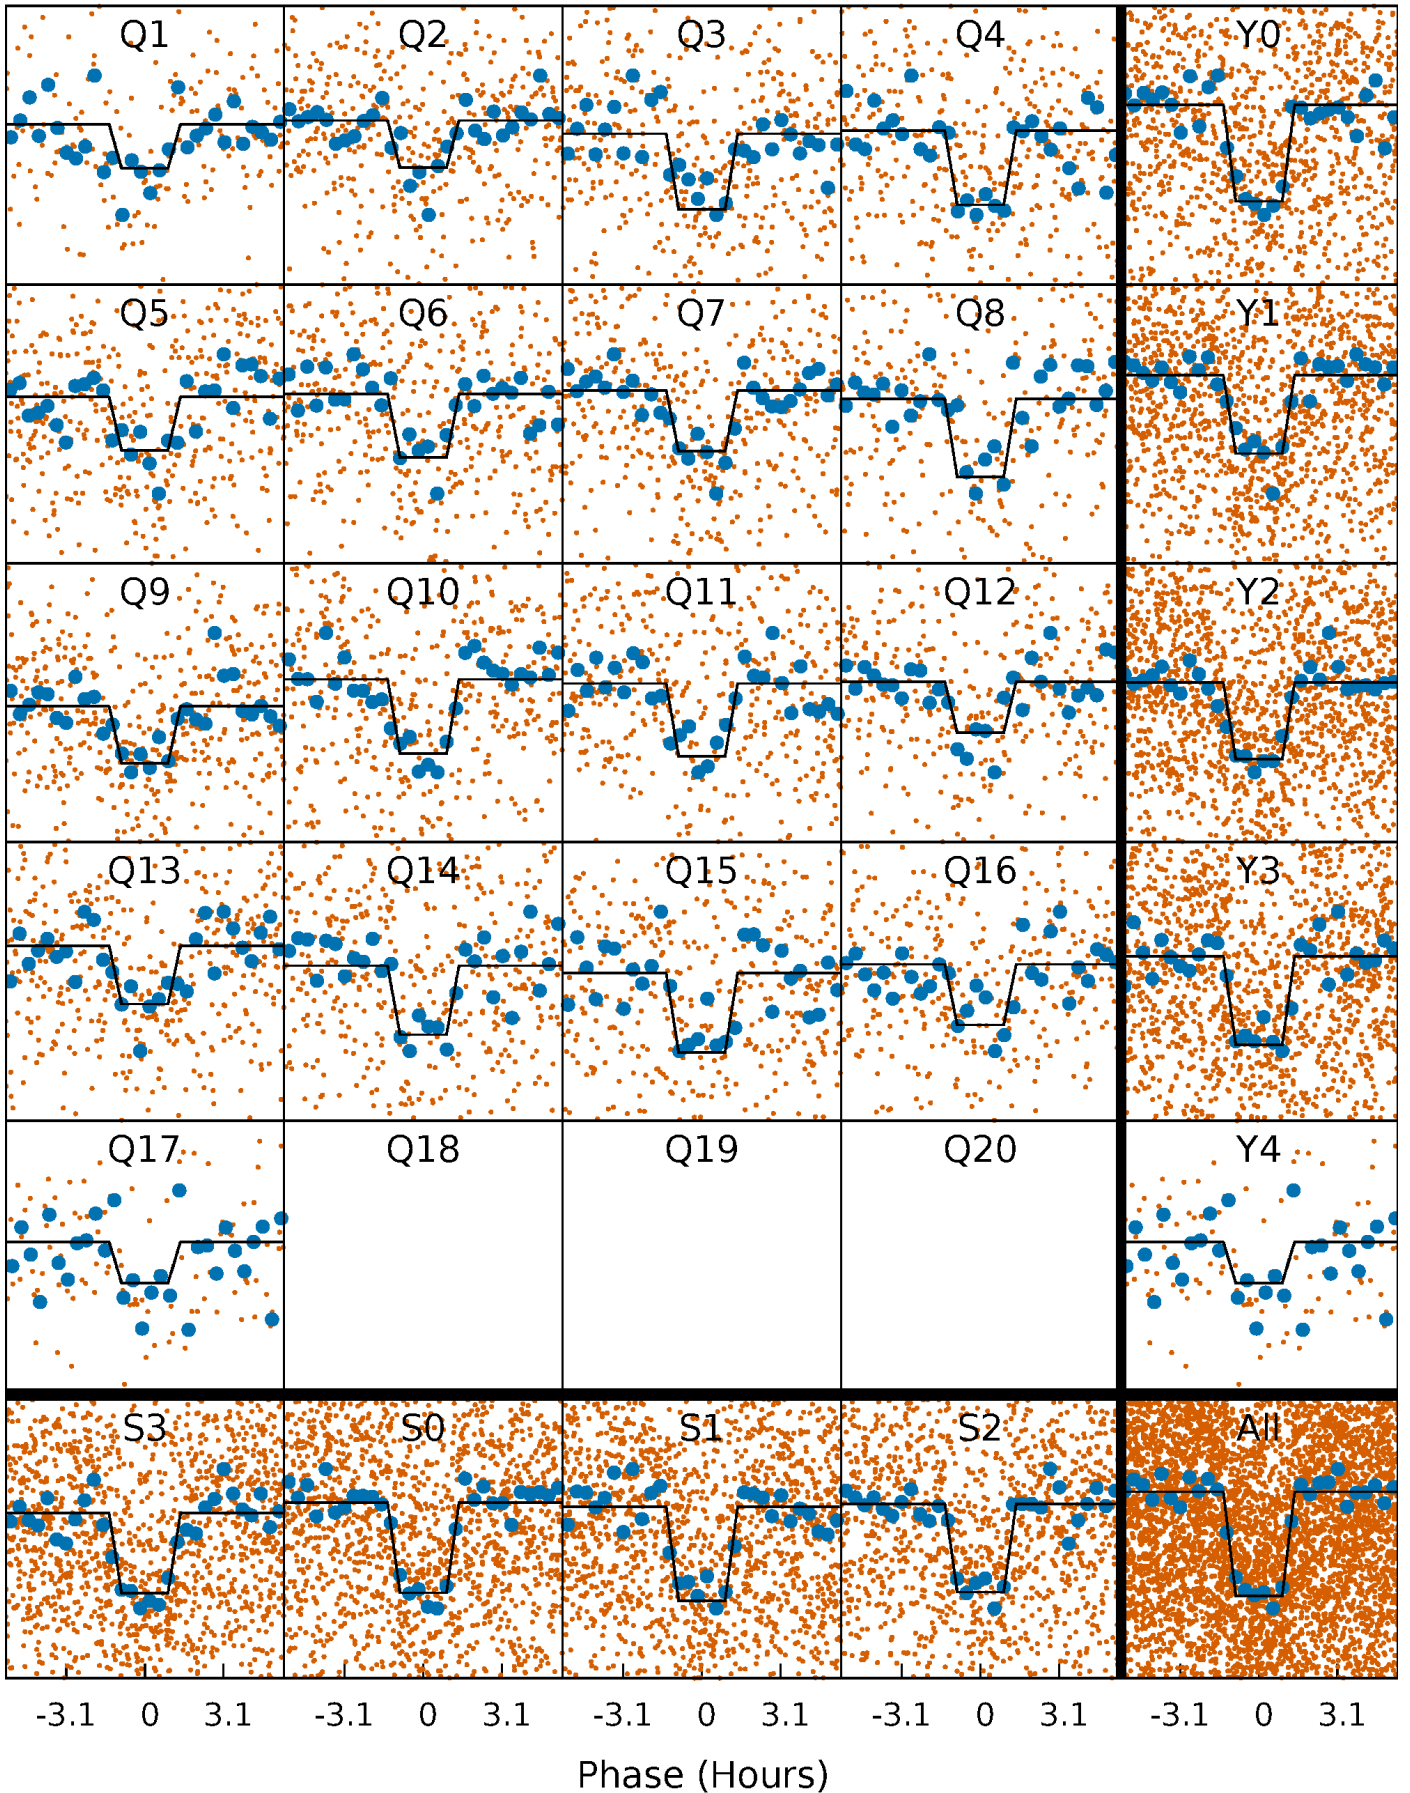 Q1 Q2 Q3 Q4 Y0
Q5 Q6 Q7 Q8 Y1
Q9 Q10 Q11 Q12 Y2
Q13 Q14 Q15 Q16 Y3
Q17 Q18 Q19 Q20 Y4
S3 S0 S1 S2 All
-3.1 0 3.1 -3.1 0 3.1 -3.1 0 3.1 -3.1 0 3.1 -3.1 0 3.1
Phase (Hours)